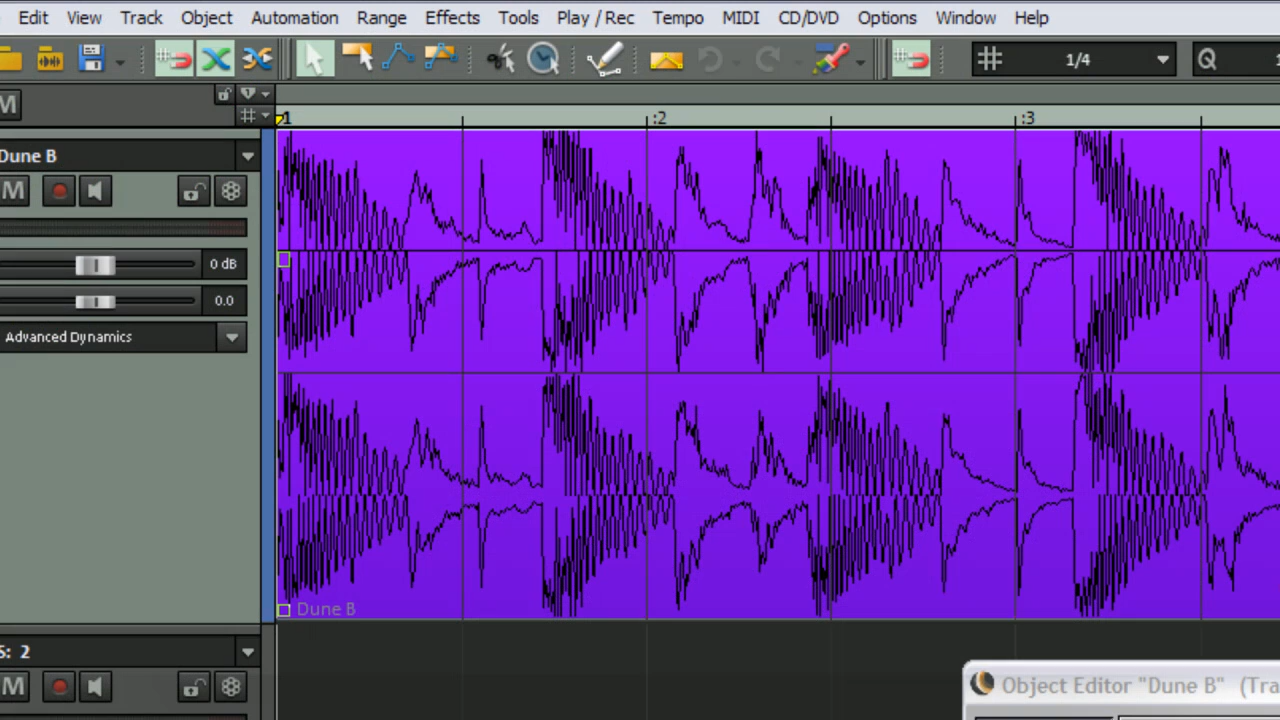 Edit View Track Object Automation Range Effects Tools Play / Rec Tempo MIDI CD/DVD Options Window Help
1/4 Q
M
1 :2 :3
Dune B
M
0 dB
0.0
Advanced Dynamics
Dune B
S: 2
M
Object Editor "Dune B" (Tra